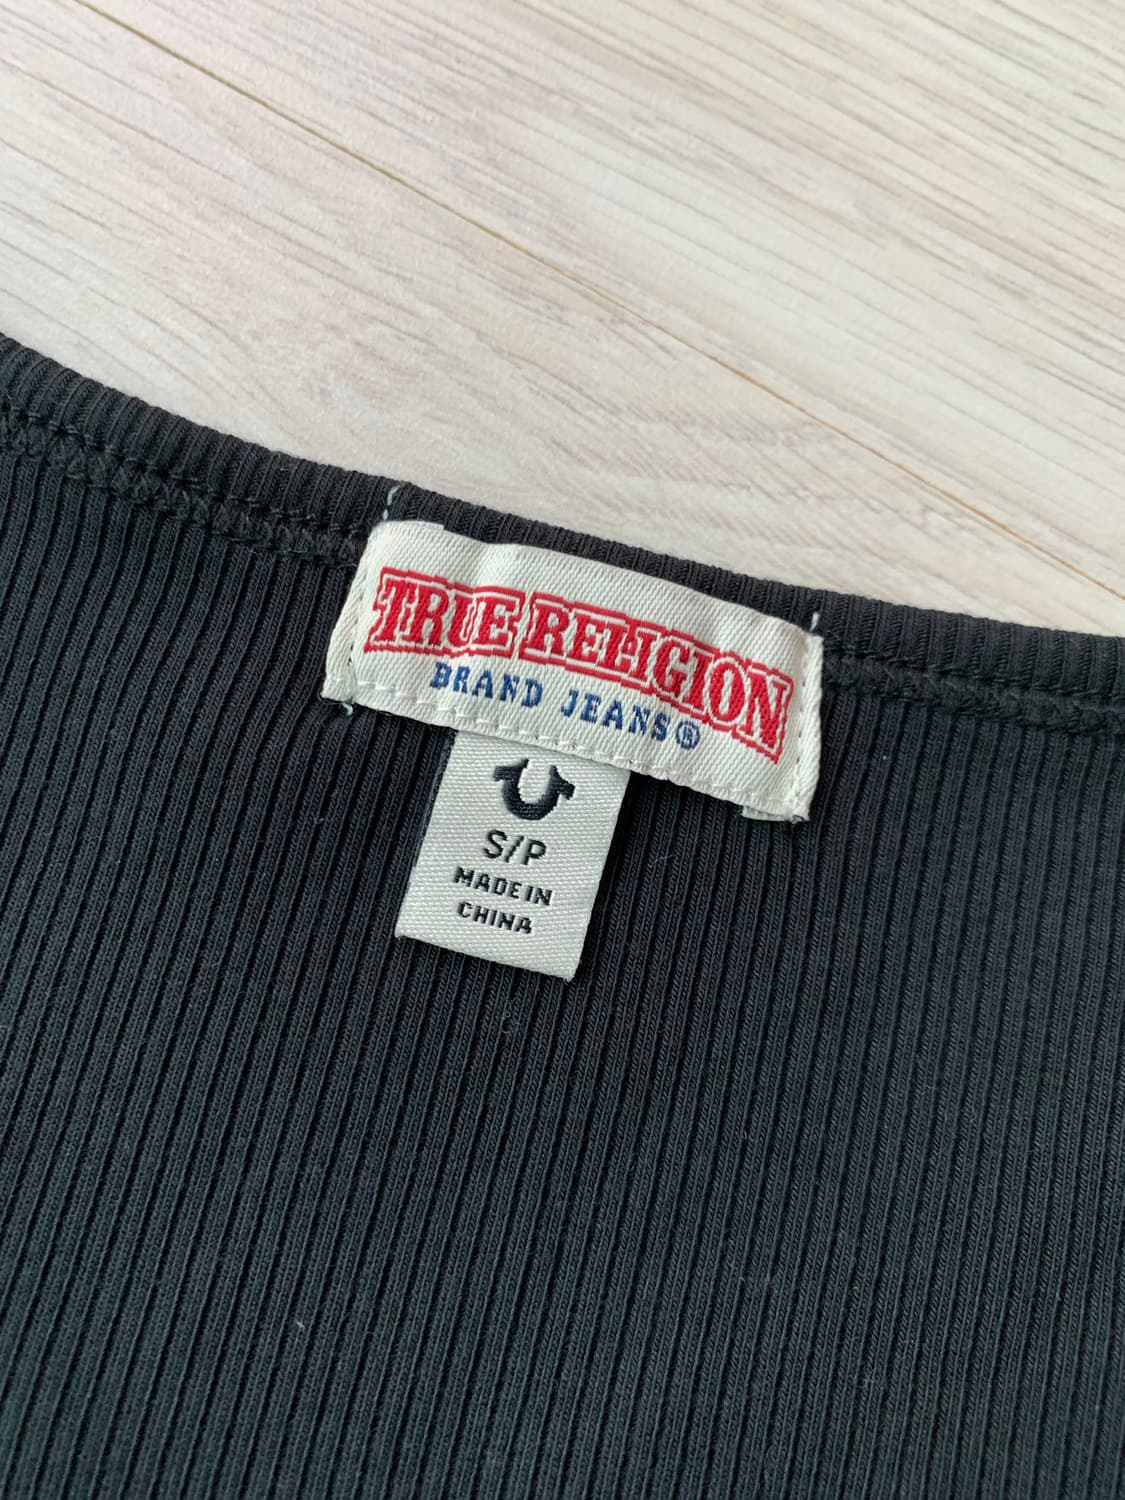 TRUE RELIGION
BRAND JEANS®
S/P
MADE IN
CHINA